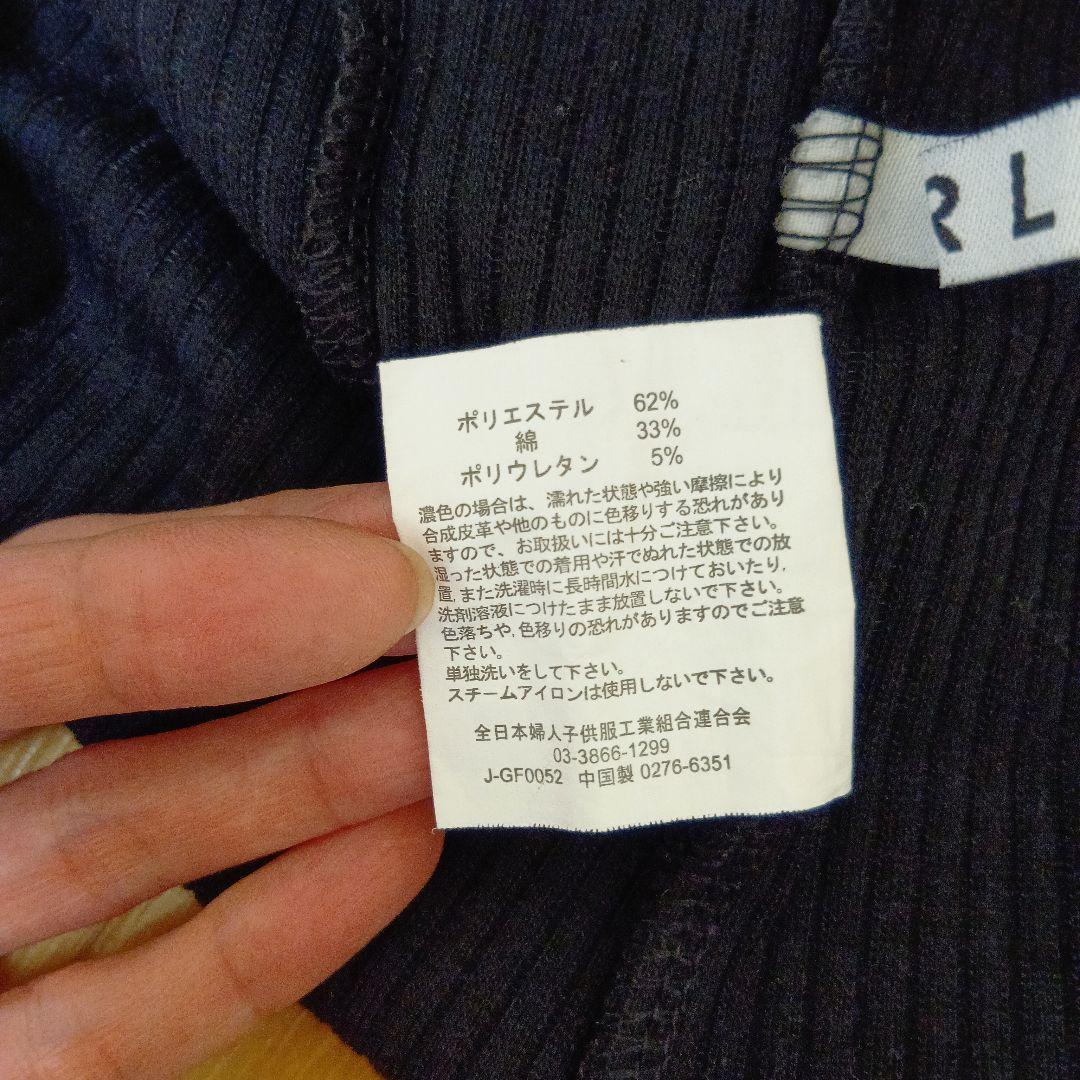 R L
ポリエステル 62%
綿 33%
ポリウレタン 5%
濃色の場合は、濡れた状態や強い摩擦により
合成皮革や他のものに色移りする恐れがあり
ますので、お取扱いには十分ご注意下さい。
湿った状態での着用や汗でぬれた状態での放
置,また洗濯時に長時間水につけておいたり,
洗剤溶液につけたまま放置しないで下さい。
色落ちや,色移りの恐れがありますのでご注意
下さい。
単独洗いをして下さい。
スチームアイロンは使用しないで下さい。
全日本婦人子供服工業組合連合会
03-3866-1299
J-GF0052 中国製 0276-6351